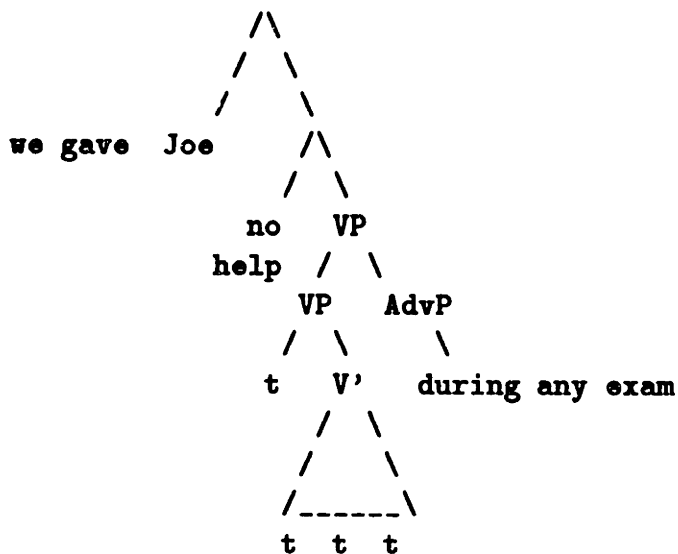 we gave Joe
no VP
help
VP AdvP
t V' during any exam
t t t